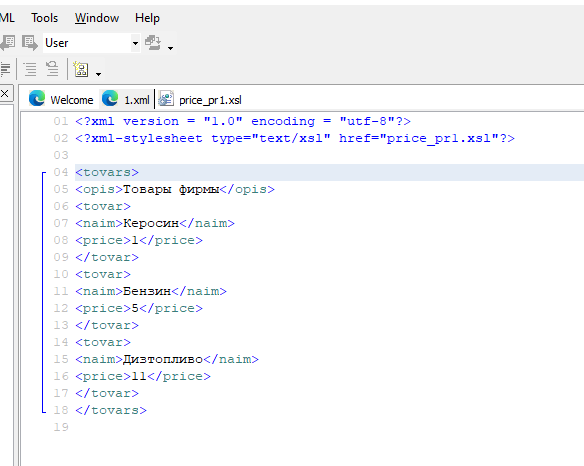 ML Tools Window Help
User
Welcome 1.xml price_pr1.xsl
01 <?xml version = "1.0" encoding = "utf-8"?>
02 <?xml-stylesheet type="text/xsl" href="price_pr1.xsl"?>
03
04 <tovars>
05 <opis>Товары фирмы</opis>
06 <tovar>
07 <naim>Керосин</naim>
08 <price>1</price>
09 </tovar>
10 <tovar>
11 <naim>Бензин</naim>
12 <price>5</price>
13 </tovar>
14 <tovar>
15 <naim>Дизтопливо</naim>
16 <price>11</price>
17 </tovar>
18 </tovars>
19